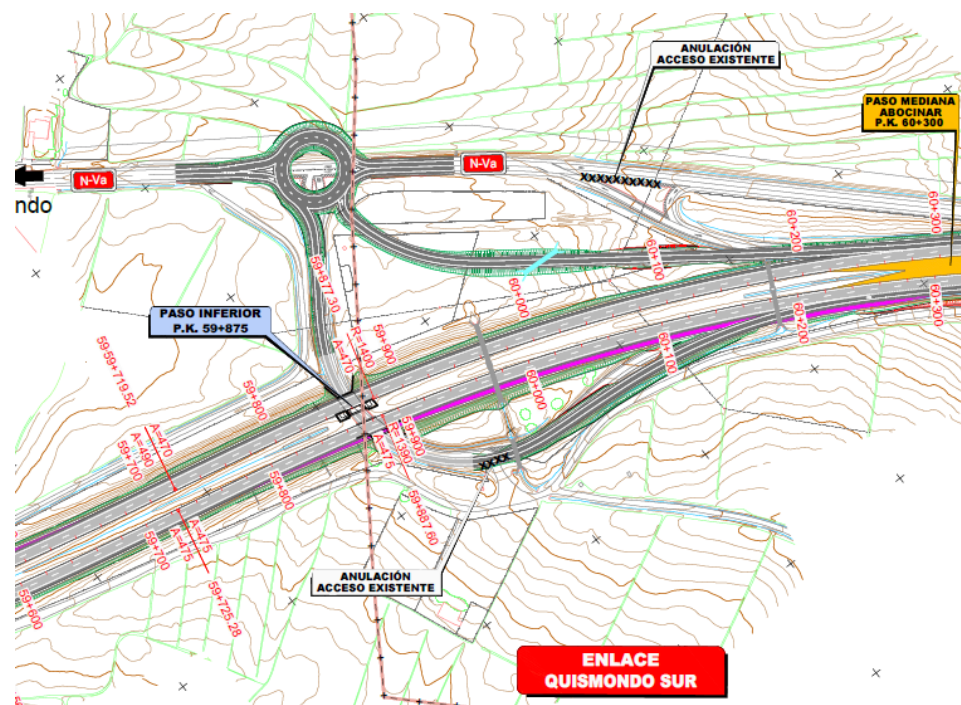 ANULACIÓN
ACCESO EXISTENTE
PASO MEDIANA
ABOCINAR
P.K. 60+300
N-Va
N-Va
ndo
xxxxxxxxxx
60+300
60+200
60+100
60+000
59+877.30
PASO INFERIOR
P.K. 59+875
59+900
R=1400
A=470
59+800
59+719.52
A=470
A=490
59+700
60+300
60+200
60+100
60+000
59+900
R=1390
A=475
59+887.60
xxxx
59+800
A=475
A=475
59+700
59+725.28
59+600
ANULACIÓN
ACCESO EXISTENTE
ENLACE
QUISMONDO SUR